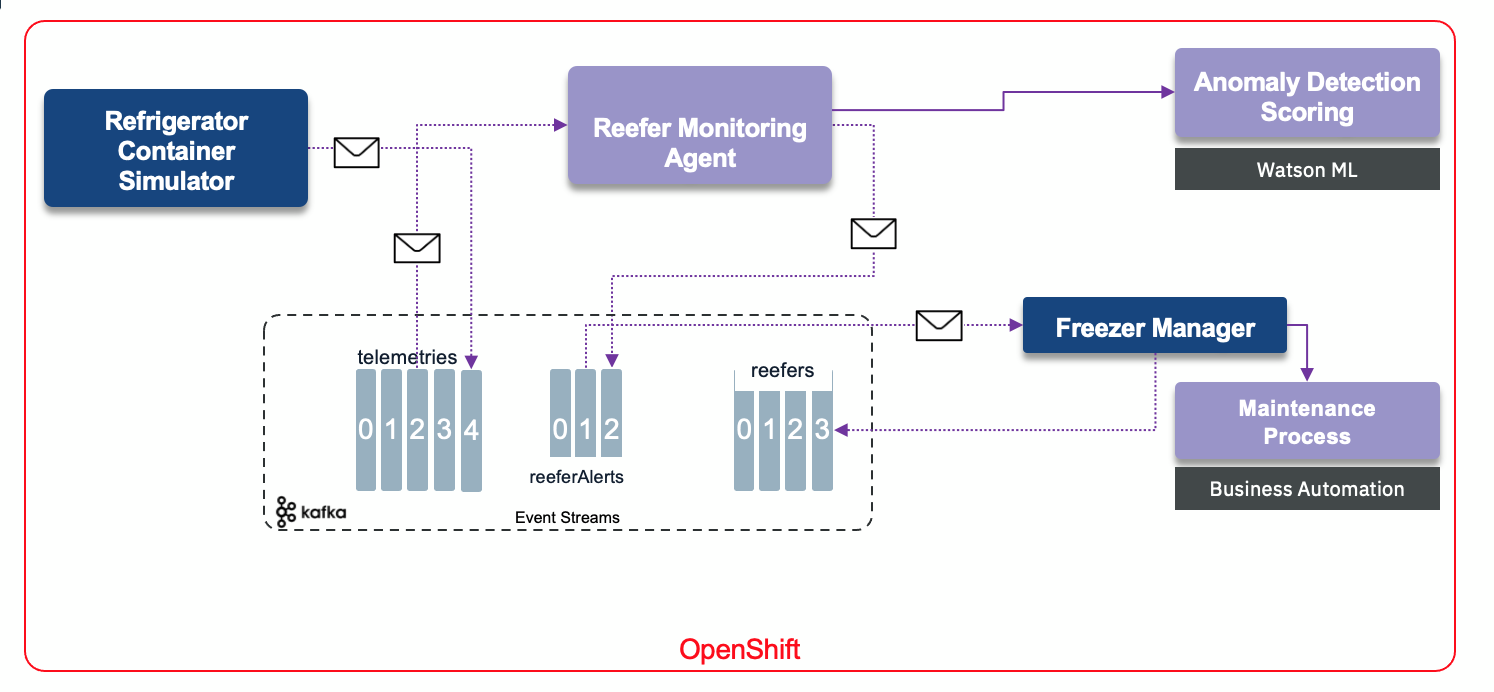 Refrigerator
Container
Simulator
Reefer Monitoring
Agent
Anomaly Detection
Scoring
Watson ML
Freezer Manager
Maintenance
Process
Business Automation
telemetries
0 1 2 3 4
0 1 2
reeferAlerts
reefers
0 1 2 3
kafka
Event Streams
OpenShift